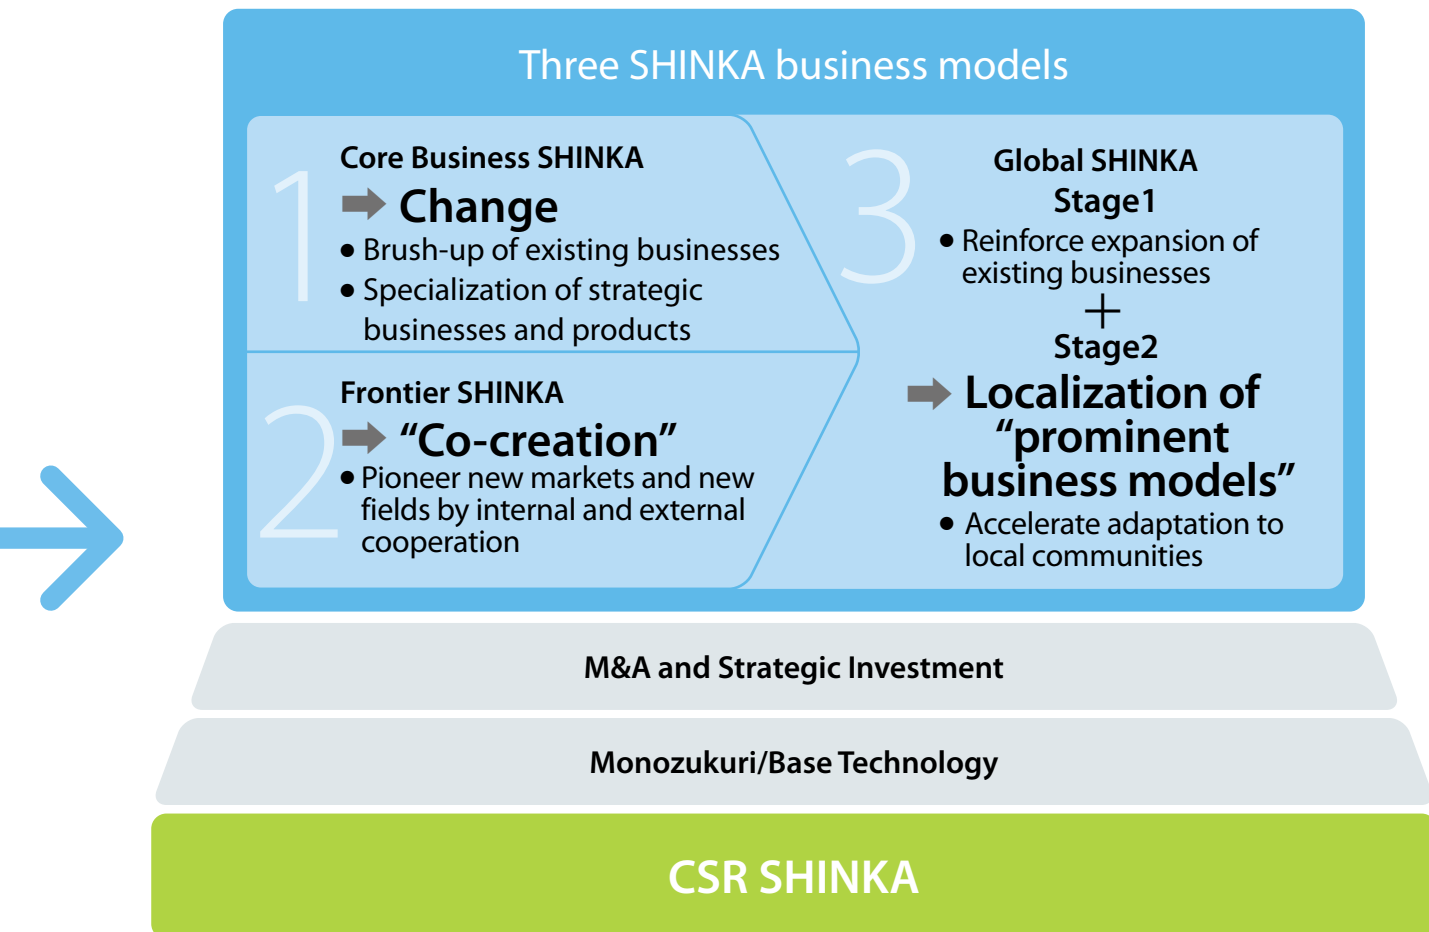 Three SHINKA business models
1
Core Business SHINKA
Change
● Brush-up of existing businesses
● Specialization of strategic
businesses and products
2
Frontier SHINKA
“Co-creation”
● Pioneer new markets and new
fields by internal and external
cooperation
3
Global SHINKA
Stage1
● Reinforce expansion of
existing businesses
+
Stage2
Localization of
“prominent
business models”
● Accelerate adaptation to
local communities
M&A and Strategic Investment
Monozukuri/Base Technology
CSR SHINKA